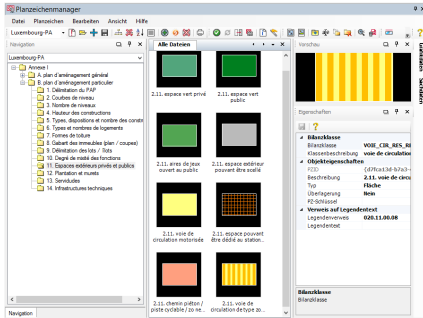 Planzeichenmanager
Datei Planzeichen Bearbeiten Ansicht Hilfe
Luxembourg-PA
Navigation
Luxembourg-PA
Annexe I
A. plan d'aménagement général
B. plan d'aménagement particulier
1. Délimitation du PAP
2. Courbes de niveau
3. Nombre de niveaux
4. Hauteur des constructions
5. Types, dispositions et nombre des constr
6. Types et nombres de logements
7. Formes de toiture
8. Gabarit des immeubles (plan / coupes)
9. Délimitation des lots / îlots
10. Degré de mixité des fonctions
11. Espaces extérieurs privés et publics
12. Plantation et murets
13. Servitudes
14. Infrastructures techniques
Navigation
Alle Dateien
2.11. espace vert privé
2.11. espace vert
public
2.11. aires de jeux
ouvert au public
2.11. espace extérieur
pouvant être scellé
2.11. voie de
circulation motorisée
2.11. espace pouvant
être dédié au station...
2.11. chemin piéton /
piste cyclable / zo ne...
2.11. voie de
circulation de type zo...
Vorschau
Eigenschaften
Bilanzklasse
Bilanzklasse VOIE_CIR_RES_RE
Klassenbeschreibung voie de circulation
Objekteigenschaften
PZID {d7fca13d-b7a3-
Beschreibung 2.11. voie de circu
Typ Fläche
Überlagerung Nein
PZ-Schlüssel
Verweis auf Legendentext
Legendenverweis 020.11.00.08
Legendentext
Bilanzklasse
Bilanzklasse